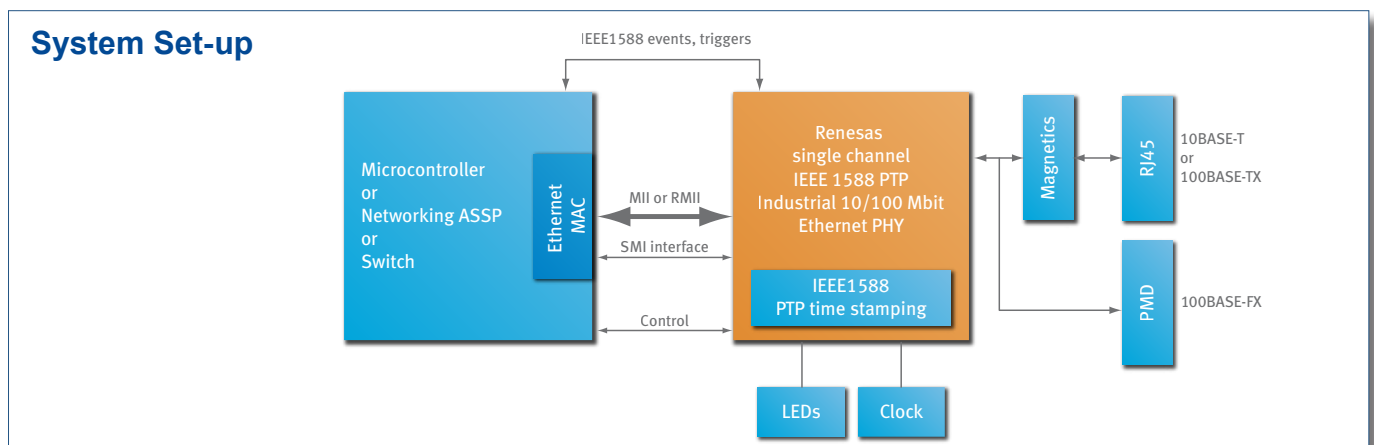 System Set-up
IEEE1588 events, triggers
Microcontroller
or
Networking ASSP
or
Switch
Ethernet
MAC
MII or RMII
SMI interface
Control
Renesas
single channel
IEEE 1588 PTP
Industrial 10/100 Mbit
Ethernet PHY
IEEE1588
PTP time stamping
Magnetics
RJ45
10BASE-T
or
100BASE-TX
PMD
100BASE-FX
LEDs
Clock